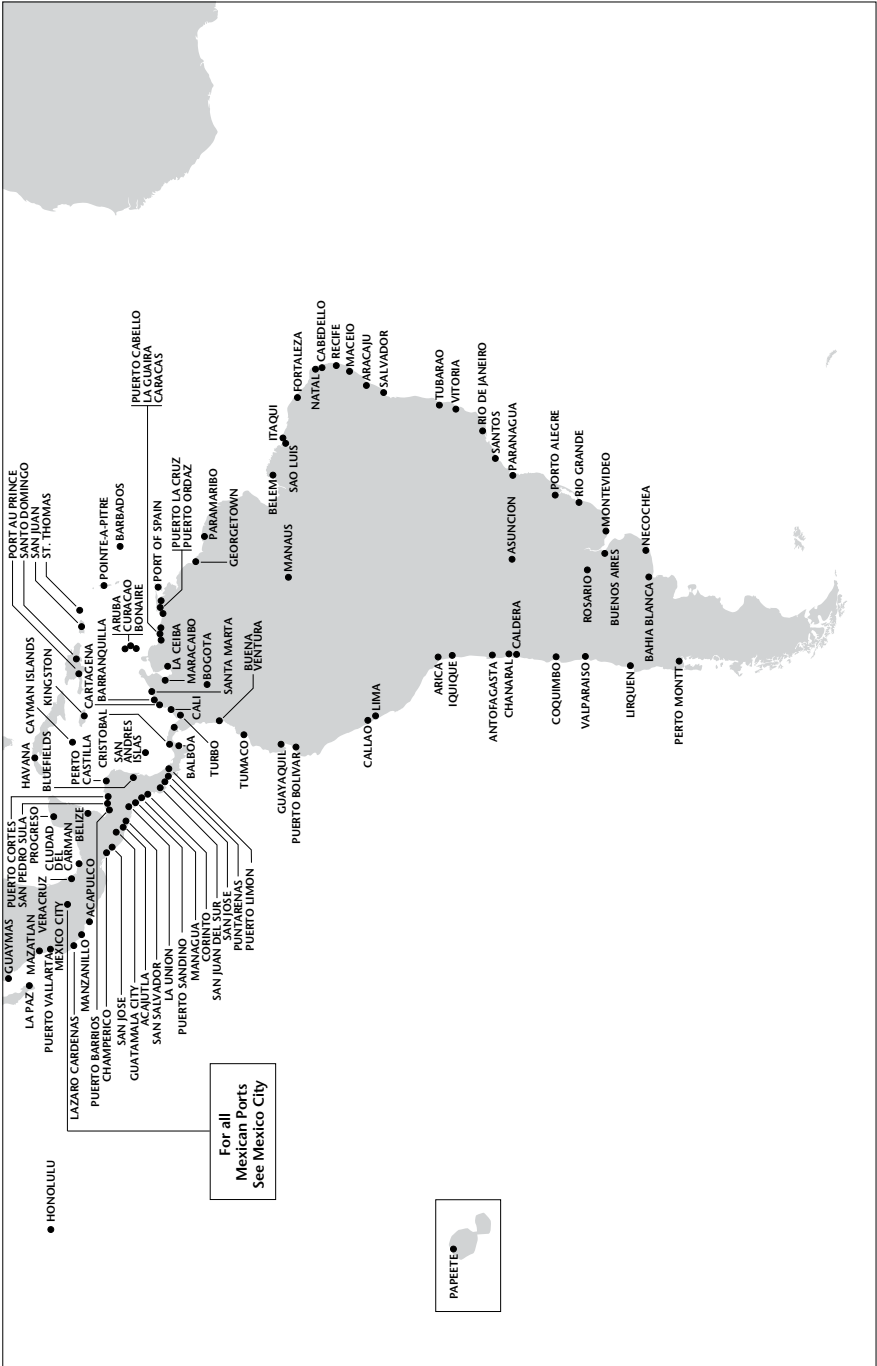 GUAYMAS
LA PAZ
MAZATLAN
PUERTO VALLARTA
VERACRUZ
MEXICO CITY
LAZARO CARDENAS
MANZANILLO
ACAPULCO
PUERTO CORTES
SAN PEDRO SULA
PROGRESO
CLUDAD
DEL
CARMAN
BELIZE
PUERTO BARRIOS
CHAMPERICO
SAN JOSE
GUATAMALA CITY
ACAJUTLA
SAN SALVADOR
LA UNION
PUERTO SANDINO
MANAGUA
CORINTO
SAN JUAN DEL SUR
SAN JOSE
PUNTARENAS
PUERTO LIMON
HONOLULU
For all
Mexican Ports
See Mexico City
HAVANA
BLUEFIELDS
CAYMAN ISLANDS
KINGSTON
PERTO
CASTILLA
CRISTOBAL
SAN
ANDRES
ISLAS
CARTAGENA
BARRANQUILLA
BALBOA
TURBO
CALI
PORT AU PRINCE
SANTO DOMINGO
SAN JUAN
ST. THOMAS
POINTE-A-PITRE
BARBADOS
ARUBA
CURACAO
BONAIRE
PORT OF SPAIN
PUERTO LA CRUZ
PUERTO ORDAZ
PUERTO CABELLO
LA GUAIRA
CARACAS
LA CEIBA
MARACAIBO
BOGOTA
SANTA MARTA
BUENA
VENTURA
PARAMARIBO
GEORGETOWN
TUMACO
GUAYAQUIL
PUERTO BOLIVAR
MANAUS
BELEM
ITAQUI
SAO LUIS
FORTALEZA
NATAL
CABEDELLO
RECIFE
MACEIO
ARACAJU
SALVADOR
CALLAO
LIMA
ARICA
IQUIQUE
TUBARAO
VITORIA
RIO DE JANEIRO
SANTOS
PARANAGUA
ANTOFAGASTA
CHANARAL
CALDERA
ASUNCION
COQUIMBO
VALPARAISO
PORTO ALEGRE
RIO GRANDE
MONTEVIDEO
ROSARIO
BUENOS AIRES
LIRQUEN
BAHIA BLANCA
NECOCHEA
PERTO MONTT
PAPEETE